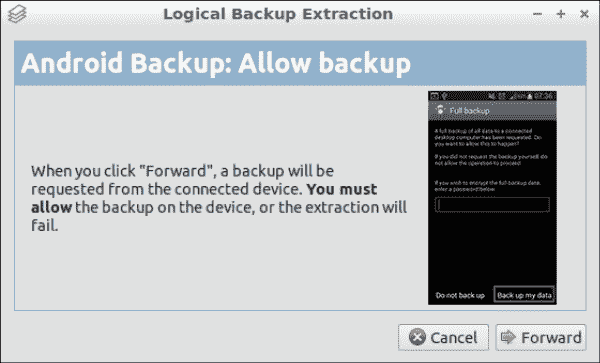 Logical Backup Extraction
Android Backup: Allow backup
When you click "Forward", a backup will be
requested from the connected device. You must
allow the backup on the device, or the extraction will
fail.
07:36
Full backup
A full backup of all data to a connected
desktop computer has been requested. Do
you want to allow this to happen?
If you did not request the backup yourself, do
not allow the operation to proceed.
If you wish to encrypt the full backup data,
enter a password below:
Do not back up
Back up my data
Cancel
Forward